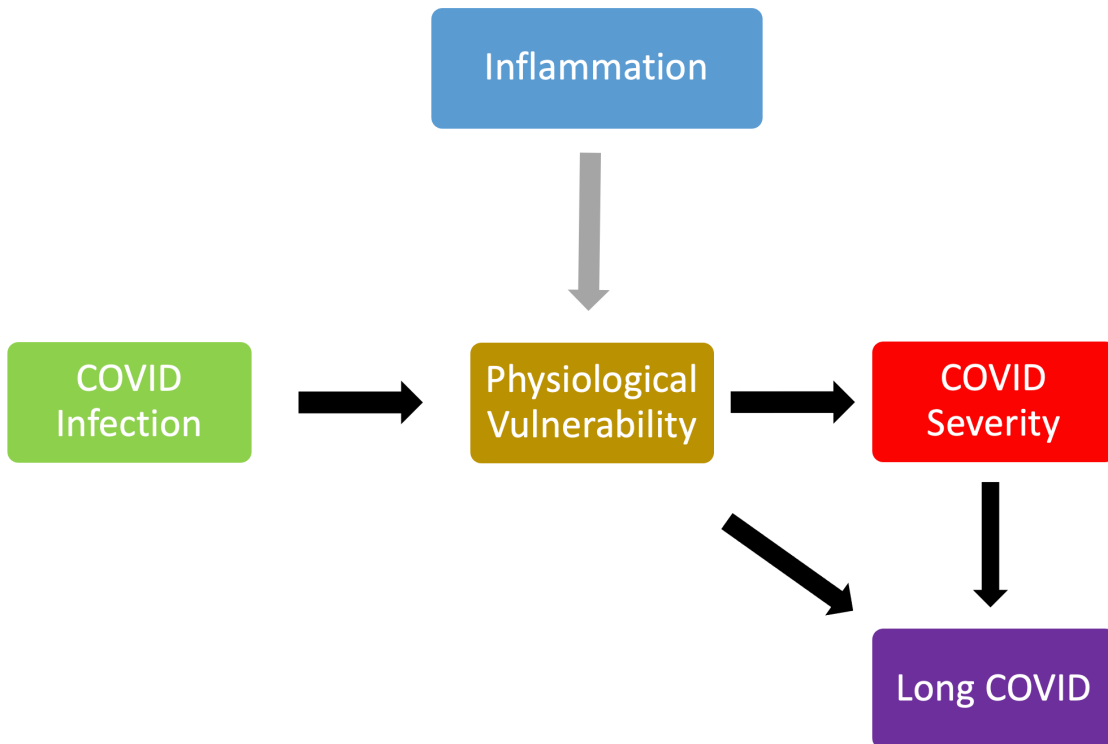 Inflammation
COVID
Infection
Physiological
Vulnerability
COVID
Severity
Long COVID